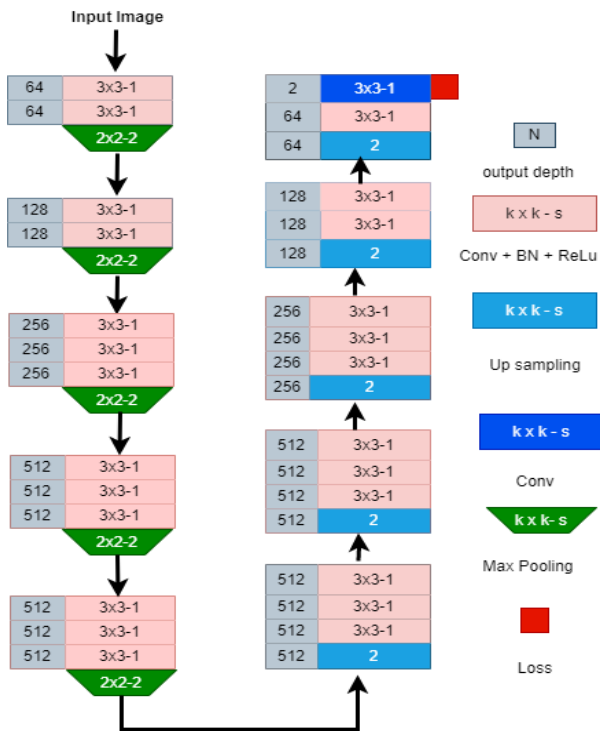 Input Image
64 3x3-1
64 3x3-1
2x2-2
128 3x3-1
128 3x3-1
2x2-2
256 3x3-1
256 3x3-1
256 3x3-1
2x2-2
512 3x3-1
512 3x3-1
512 3x3-1
2x2-2
512 3x3-1
512 3x3-1
512 3x3-1
2x2-2
2 3x3-1
64 3x3-1
64 2
128 3x3-1
128 3x3-1
128 2
256 3x3-1
256 3x3-1
256 3x3-1
256 2
512 3x3-1
512 3x3-1
512 3x3-1
512 2
512 3x3-1
512 3x3-1
512 3x3-1
512 2
N
output depth
k x k - s
Conv + BN + ReLu
k x k - s
Up sampling
k x k - s
Conv
k x k - s
Max Pooling
Loss